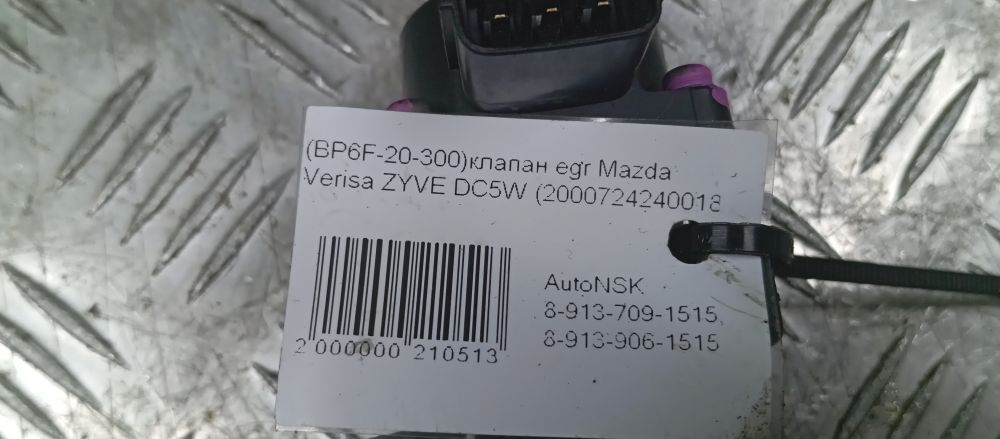 (BP6F-20-300)клапан egr Mazda
Verisa ZYVE DC5W (2000724240018
AutoNSK
8-913-709-1515,
8-913-906-1515
2 000000 210513